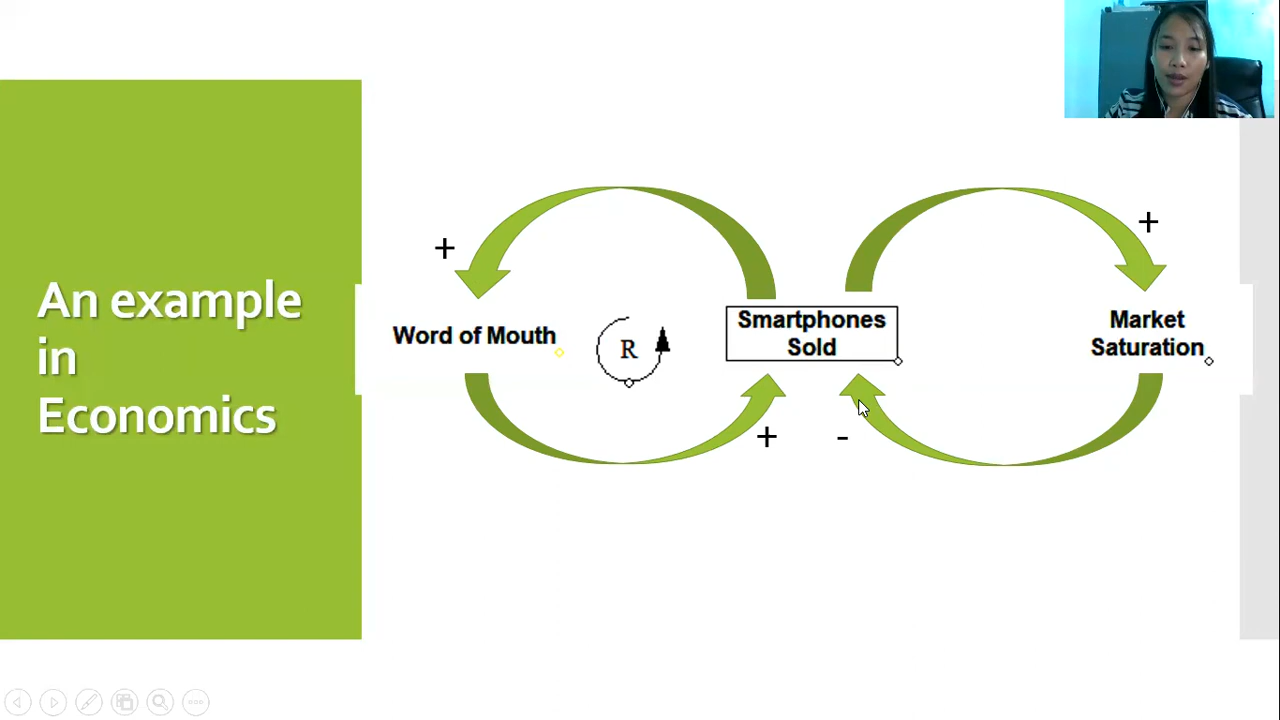 An example
in
Economics
+
+
Word of Mouth
R
Smartphones
Sold
Market
Saturation
+
-